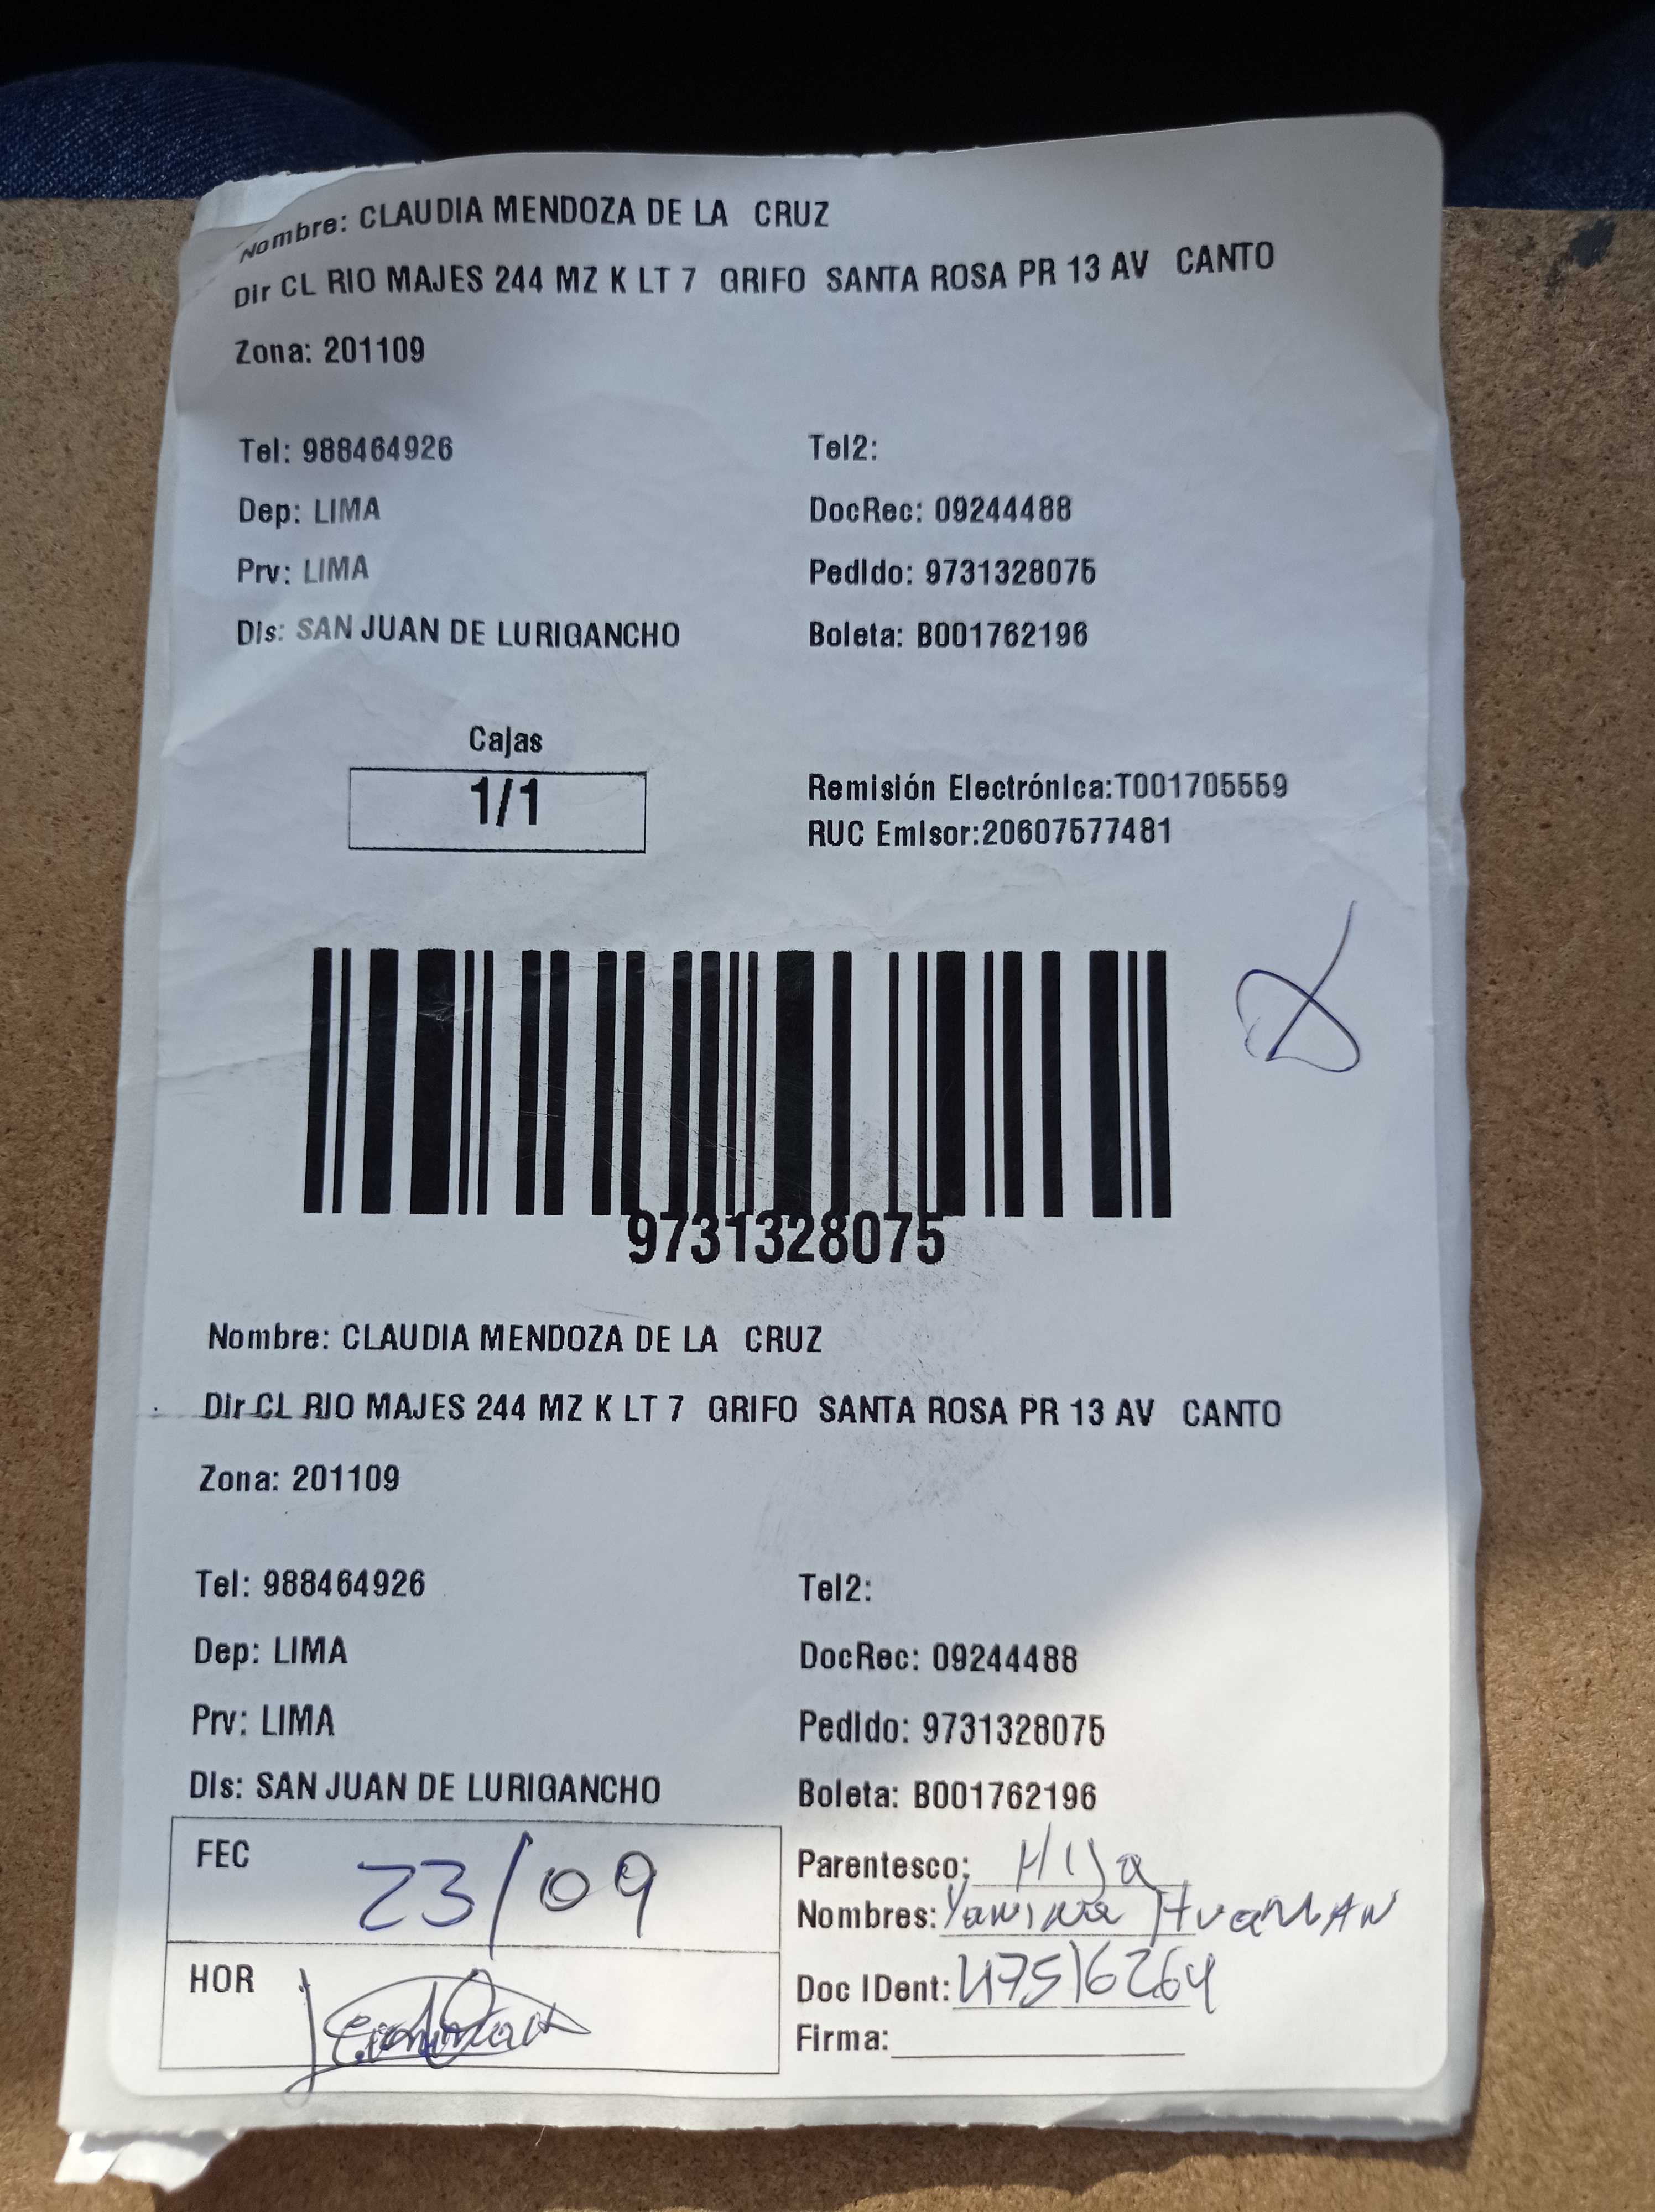 Nombre: CLAUDIA MENDOZA DE LA CRUZ
Dir CL RIO MAJES 244 MZ K LT 7 GRIFO SANTA ROSA PR 13 AV CANTO
Zona: 201109
Tel: 988464926 Tel2:
Dep: LIMA DocRec: 09244488
Prv: LIMA Pedido: 9731328075
Dis: SAN JUAN DE LURIGANCHO Boleta: B001762196
Cajas
1/1
Remisión Electrónica:T001705559
RUC Emisor:20607577481
9731328075
Nombre: CLAUDIA MENDOZA DE LA CRUZ
Dir CL RIO MAJES 244 MZ K LT 7 GRIFO SANTA ROSA PR 13 AV CANTO
Zona: 201109
Tel: 988464926 Tel2:
Dep: LIMA DocRec: 09244488
Prv: LIMA Pedido: 9731328075
Dis: SAN JUAN DE LURIGANCHO Boleta: B001762196
FEC 23/09
Parentesco: Hija
Nombres: Yanina HuamAN
HOR
Doc IDent: 47516264
Firma: